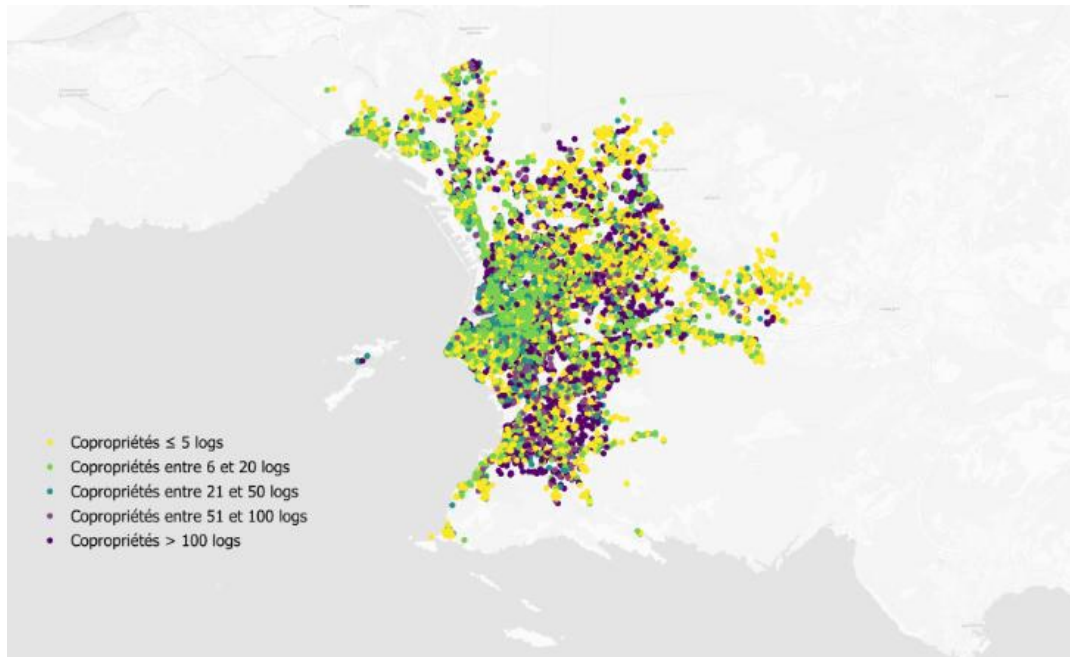 Copropriétés ≤ 5 logs
Copropriétés entre 6 et 20 logs
Copropriétés entre 21 et 50 logs
Copropriétés entre 51 et 100 logs
Copropriétés > 100 logs